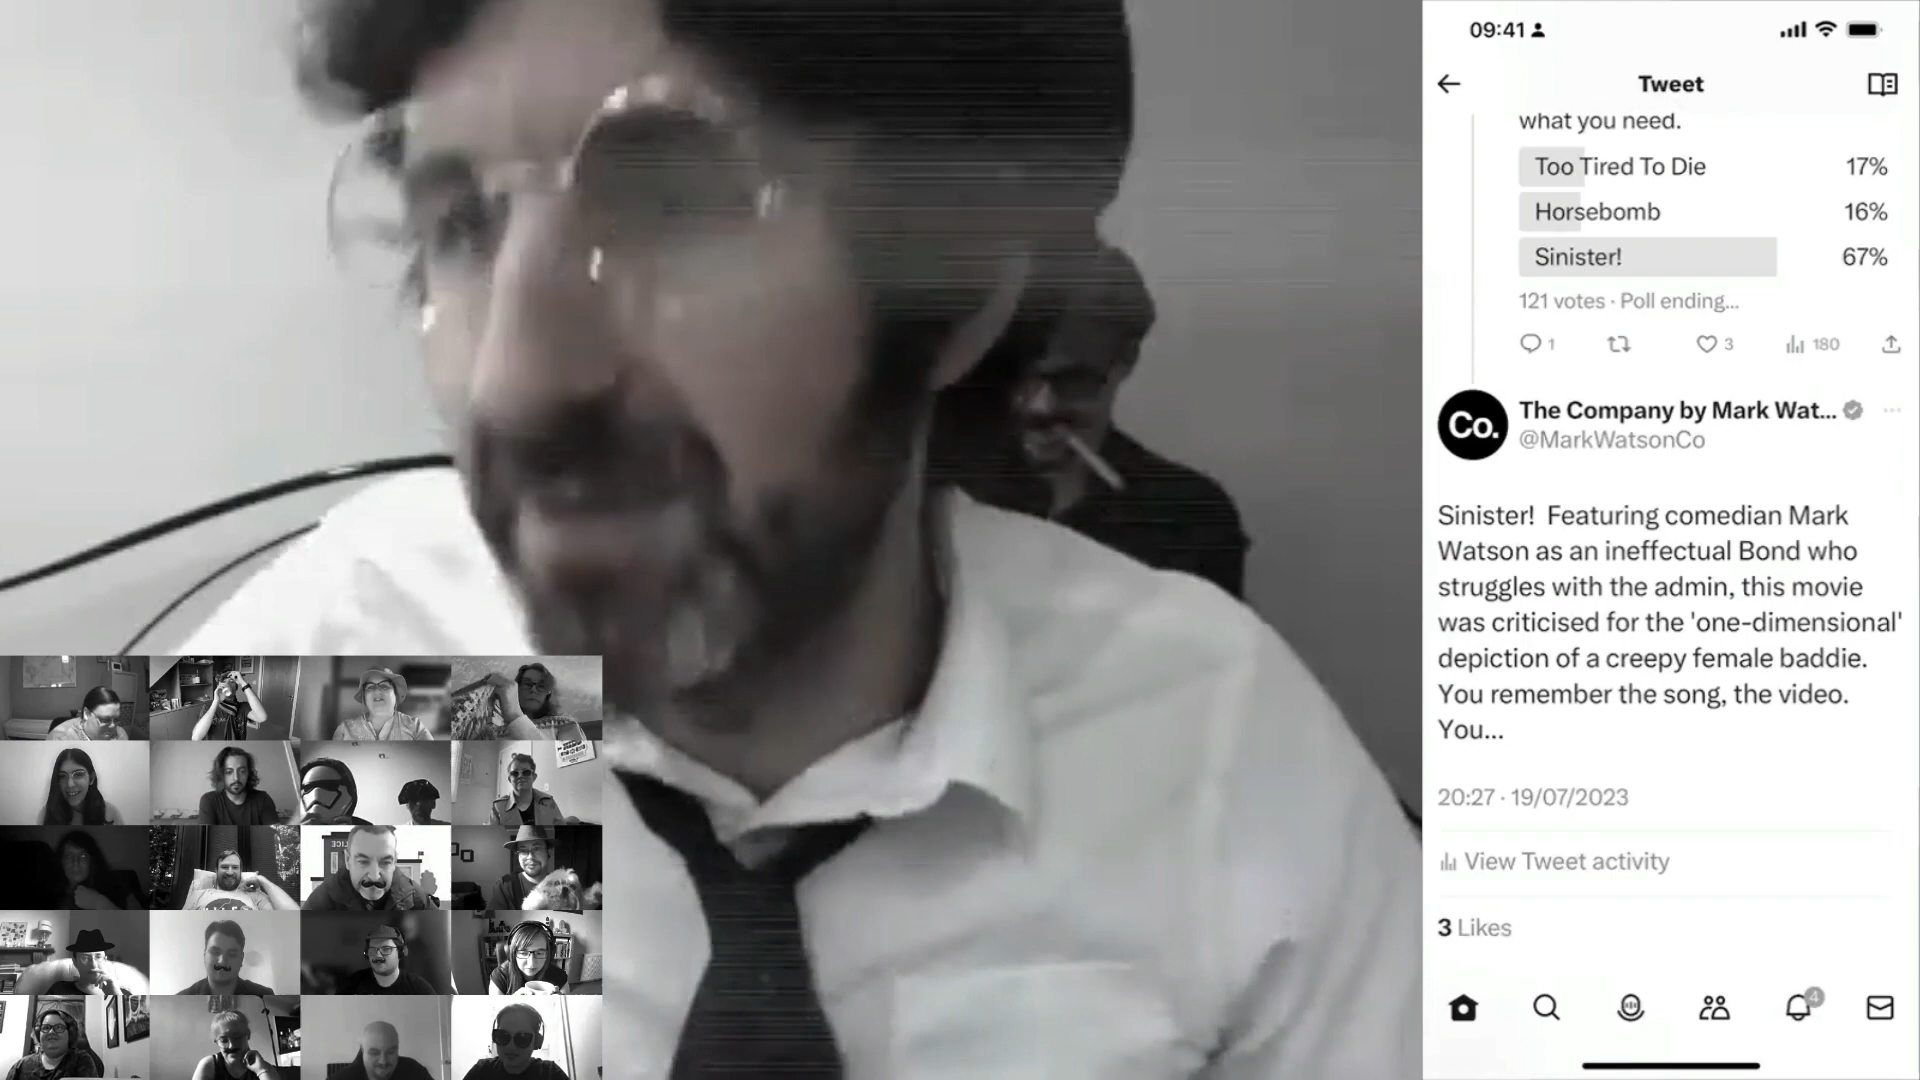 09:41
Tweet
what you need.
Too Tired To Die 17%
Horsebomb 16%
Sinister! 67%
121 votes · Poll ending...
1 3 180
Co.
The Company by Mark Wat...
@MarkWatsonCo
Sinister!  Featuring comedian Mark
Watson as an ineffectual Bond who
struggles with the admin, this movie
was criticised for the 'one-dimensional'
depiction of a creepy female baddie.
You remember the song, the video.
You...
20:27 · 19/07/2023
View Tweet activity
3 Likes
4